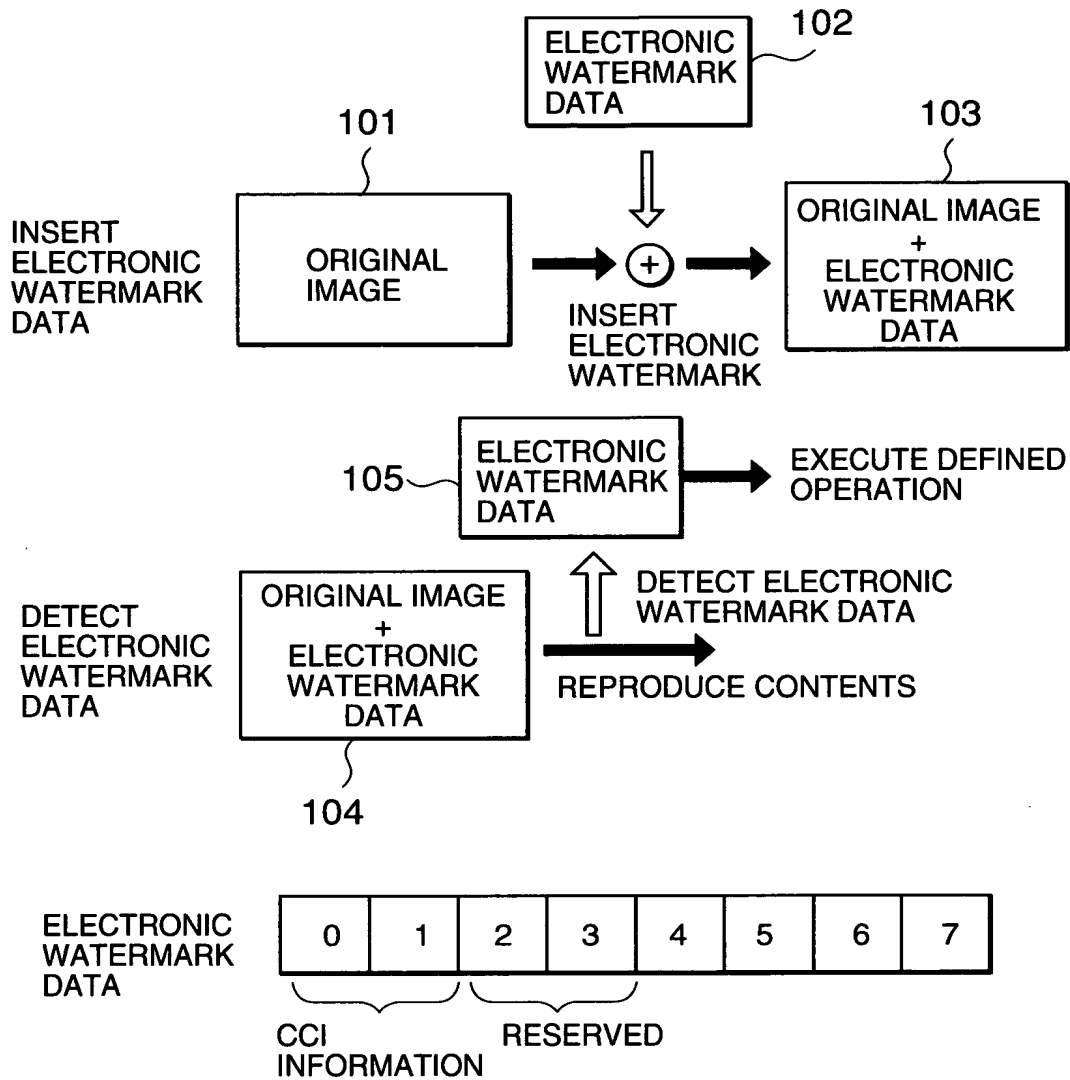 102
ELECTRONIC
WATERMARK
DATA
101
103
INSERT
ELECTRONIC
WATERMARK
DATA
ORIGINAL
IMAGE
+
INSERT
ELECTRONIC
WATERMARK
ORIGINAL IMAGE
+
ELECTRONIC
WATERMARK
DATA
105
ELECTRONIC
WATERMARK
DATA
EXECUTE DEFINED
OPERATION
DETECT
ELECTRONIC
WATERMARK
DATA
ORIGINAL IMAGE
+
ELECTRONIC
WATERMARK
DATA
104
DETECT ELECTRONIC
WATERMARK DATA
REPRODUCE CONTENTS
ELECTRONIC
WATERMARK
DATA
0 1 2 3 4 5 6 7
CCI
INFORMATION
RESERVED